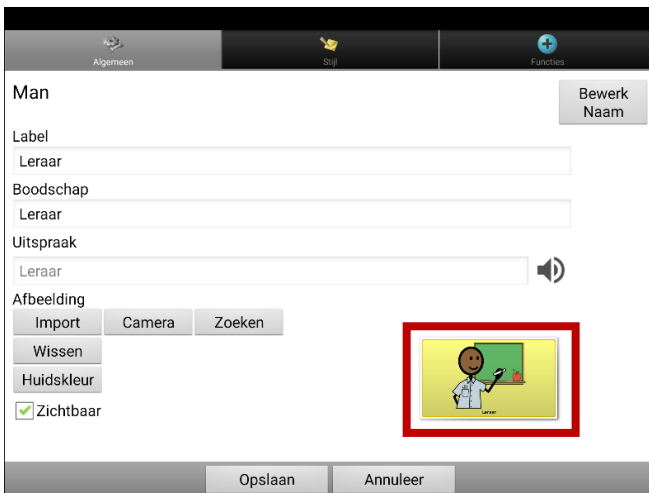 Algemeen
Stijl
Functies
Man
Bewerk
Naam
Label
Leraar
Boodschap
Leraar
Uitspraak
Leraar
Afbeelding
Import
Camera
Zoeken
Wissen
Huidskleur
Zichtbaar
Leraar
Opslaan
Annuleer